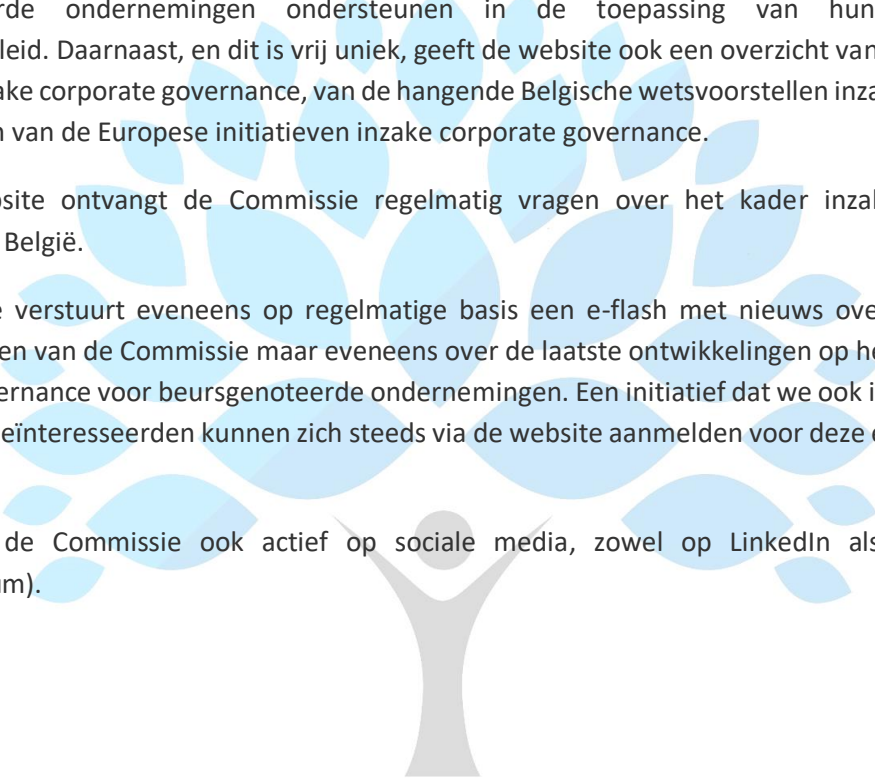 rde ondernemingen ondersteunen in de toepassing van hun
leid. Daarnaast, en dit is vrij uniek, geeft de website ook een overzicht van
ake corporate governance, van de hangende Belgische wetsvoorstellen inza
n van de Europese initiatieven inzake corporate governance.
bsite ontvangt de Commissie regelmatig vragen over het kader inzak
België.
e verstuurt eveneens op regelmatige basis een e-flash met nieuws ove
en van de Commissie maar eveneens over de laatste ontwikkelingen op he
ernance voor beursgenoteerde ondernemingen. Een initiatief dat we ook i
eïnteresseerden kunnen zich steeds via de website aanmelden voor deze e
de Commissie ook actief op sociale media, zowel op LinkedIn als
um).